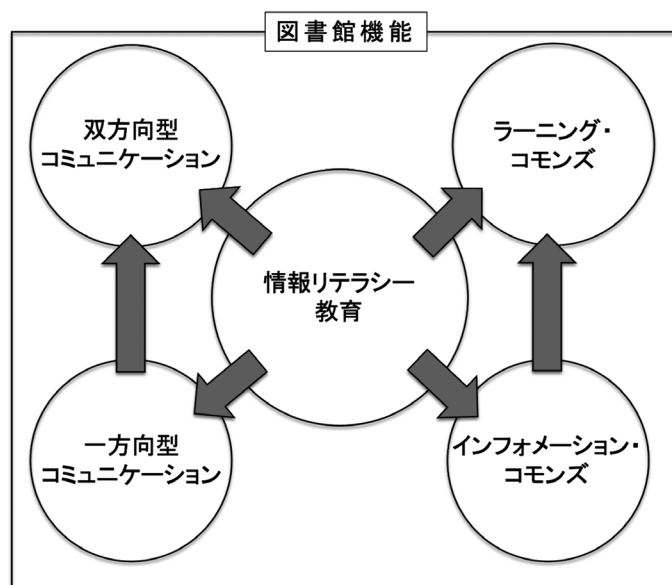 図書館機能
双方向型
コミュニケーション
ラーニング・
コモンズ
情報リテラシー
教育
一方向型
コミュニケーション
インフォメーション・
コモンズ